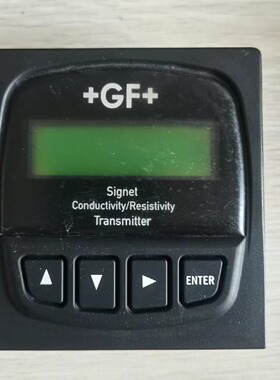 +GF+
Signet
Conductivity/Resistivity
Transmitter
ENTER